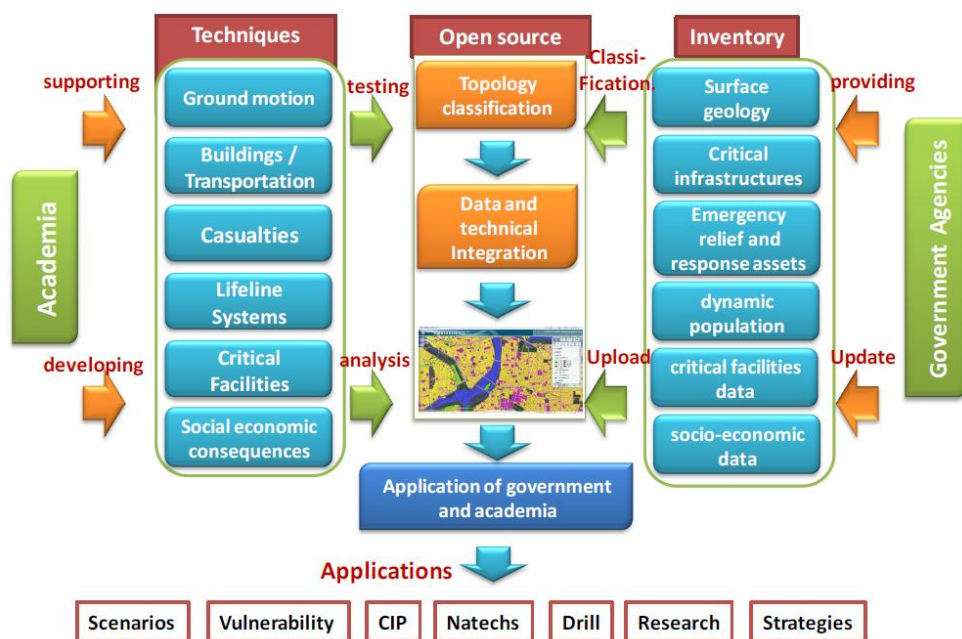 Techniques
Open source
Inventory
supporting
testing
Classi-
Fication.
providing
Academia
Ground motion
Buildings /
Transportation
Casualties
Lifeline
Systems
Critical
Facilities
Social economic
consequences
developing
analysis
Topology
classification
Data and
technical
Integration
Upload
Update
Surface
geology
Critical
infrastructures
Emergency
relief and
response assets
dynamic
population
critical facilities
data
socio-economic
data
Government Agencies
Application of government
and academia
Applications
Scenarios
Vulnerability
CIP
Natechs
Drill
Research
Strategies